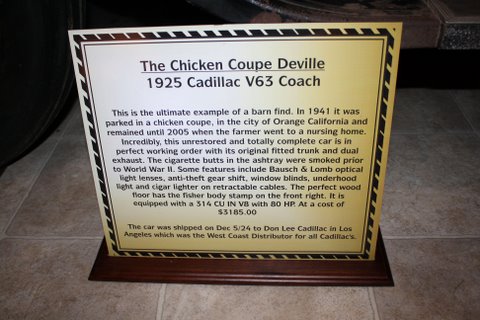 The Chicken Coupe Deville
1925 Cadillac V63 Coach
This is the ultimate example of a barn find. In 1941 it was
parked in a chicken coupe, in the city of Orange California and
remained until 2005 when the farmer went to a nursing home.
Incredibly, this unrestored and totally complete car is in
perfect working order with its original fitted trunk and dual
exhaust. The cigarette butts in the ashtray were smoked prior
to World War II. Some features include Bausch & Lomb optical
light lenses, anti-theft gear shift, window blinds, underhood
light and cigar lighter on retractable cables. The perfect wood
floor has the fisher body stamp on the front right. It is
equipped with a 314 CU IN V8 with 80 HP. At a cost of
$3185.00
The car was shipped on Dec 5/24 to Don Lee Cadillac in Los
Angeles which was the West Coast Distributor for all Cadillac's.